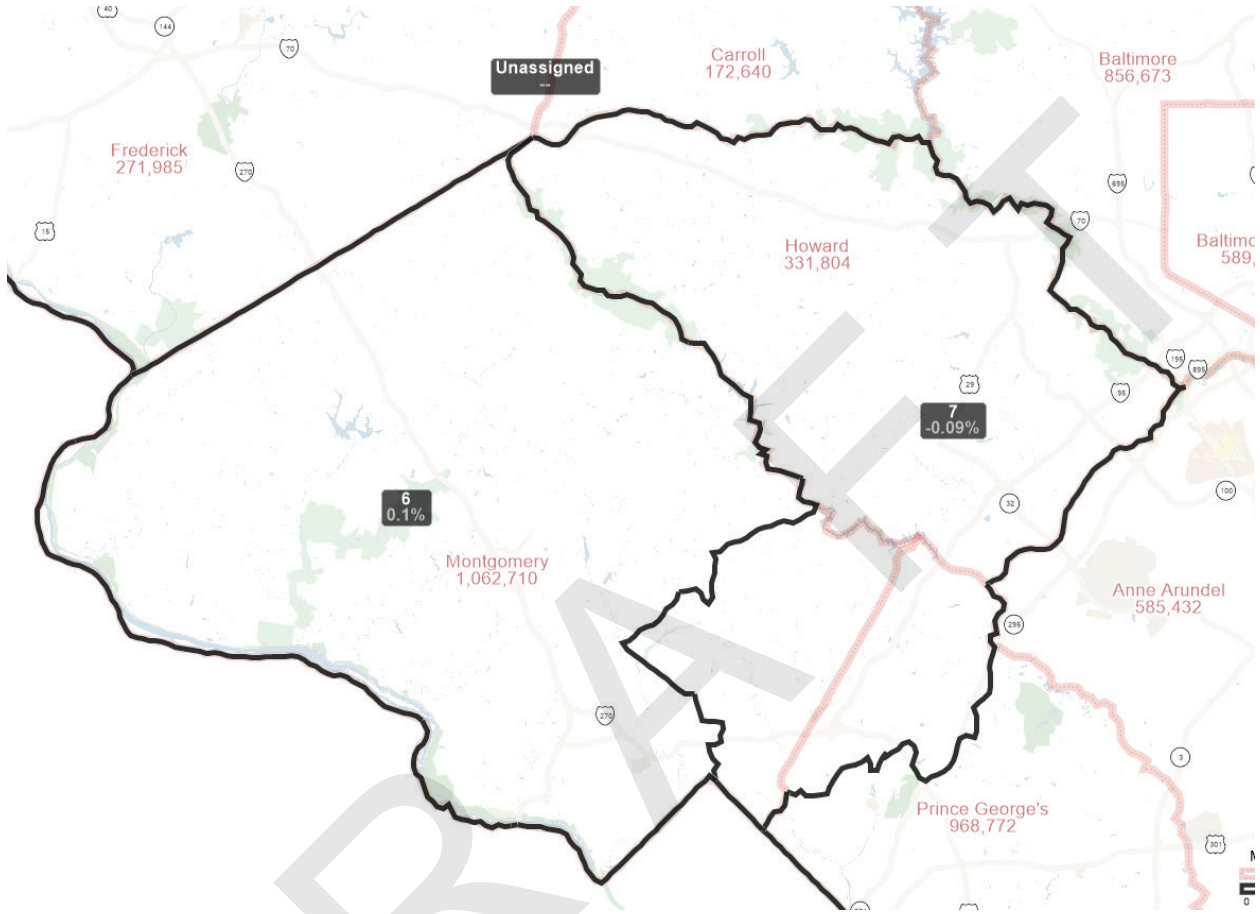 40
144
70
Carroll
172,640
Baltimore
856,673
Unassigned
--
Frederick
271,985
270
695
15
70
Howard
331,804
Baltimo
589,
195
895
29
95
7
-0.09%
6
0.1%
100
32
Montgomery
1,062,710
Anne Arundel
585,432
295
270
3
Prince George's
968,772
301
M
0
DRAFT